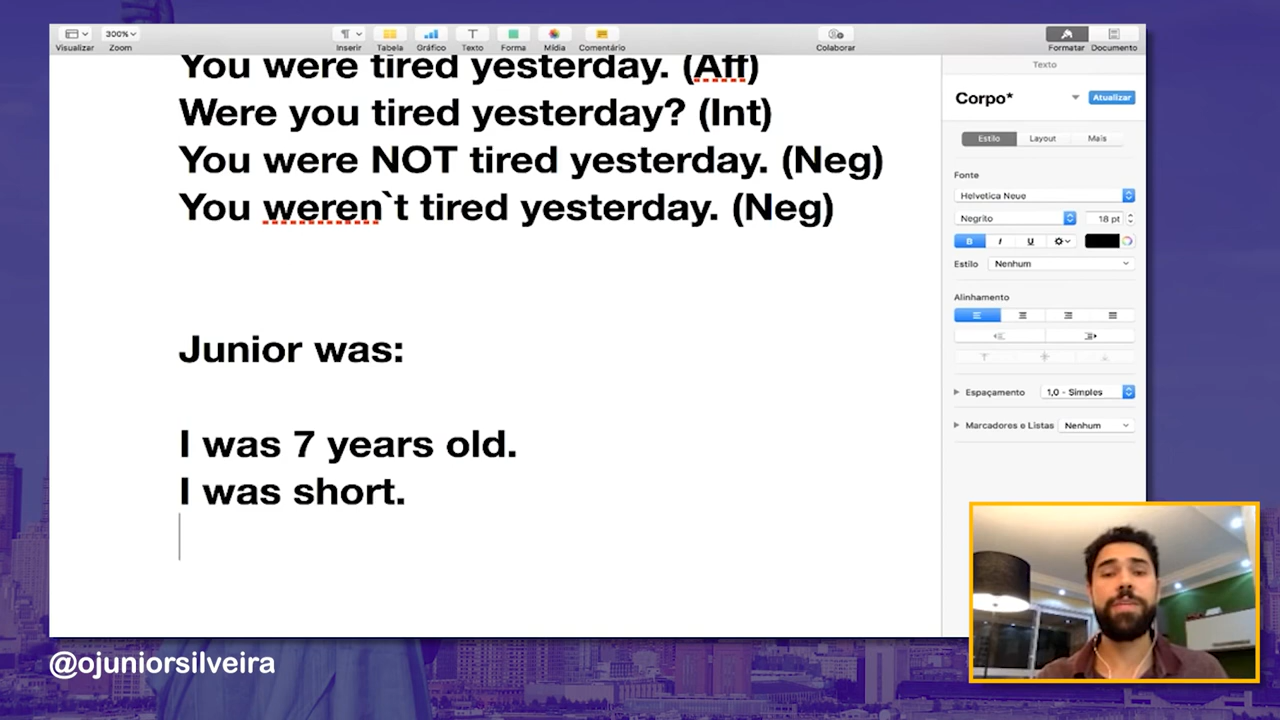 300%
Visualizar Zoom Inserir Tabela Gráfico Texto Forma Mídia Comentário Colaborar Formatar Documento
You were tired yesterday. (Aff)
Were you tired yesterday? (Int)
You were NOT tired yesterday. (Neg)
You weren`t tired yesterday. (Neg)
Junior was:
I was 7 years old.
I was short.
Texto
Corpo*
Atualizar
Estilo Layout Mais
Fonte
Helvetica Neue
Negrito 18 pt
B I U
Estilo Nenhum
Alinhamento
Espaçamento 1,0 - Simples
Marcadores e Listas Nenhum
@ojuniorsilveira